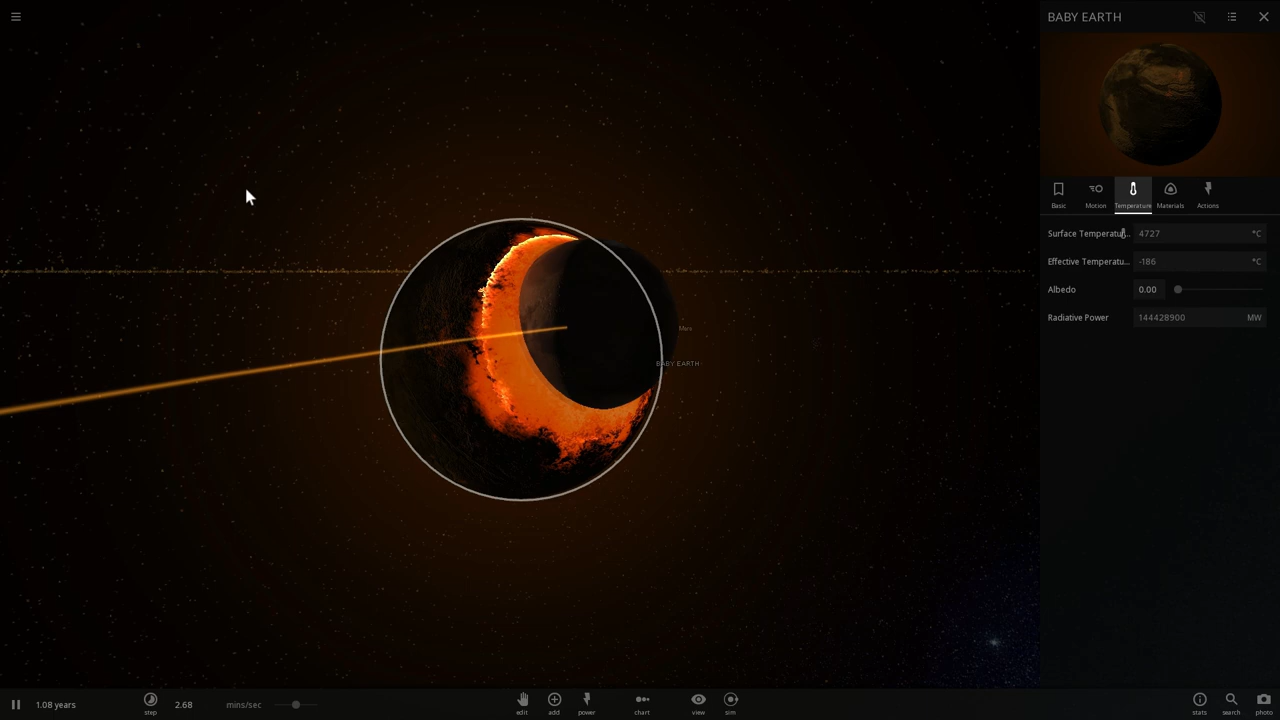 BABY EARTH
Basic Motion Temperature Materials Actions
Surface Temperatu... 4727 °C
Effective Temperatu... -186 °C
Albedo 0.00
Radiative Power 144428900 MW
Mars
BABY EARTH
1.08 years step 2.68 mins/sec edit add power chart view sim stats search photo